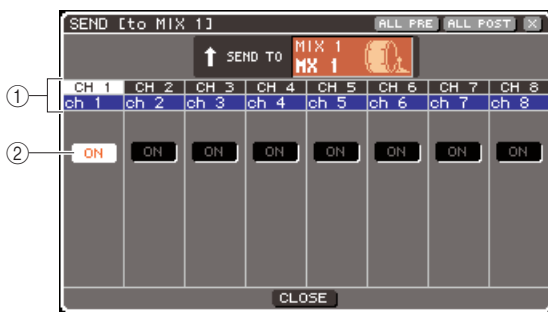 SEND [to MIX 1] ALL PRE ALL POST X
↑ SEND TO MIX 1
MX 1
① CH 1 CH 2 CH 3 CH 4 CH 5 CH 6 CH 7 CH 8
ch 1 ch 2 ch 3 ch 4 ch 5 ch 6 ch 7 ch 8
② ON ON ON ON ON ON ON ON
CLOSE